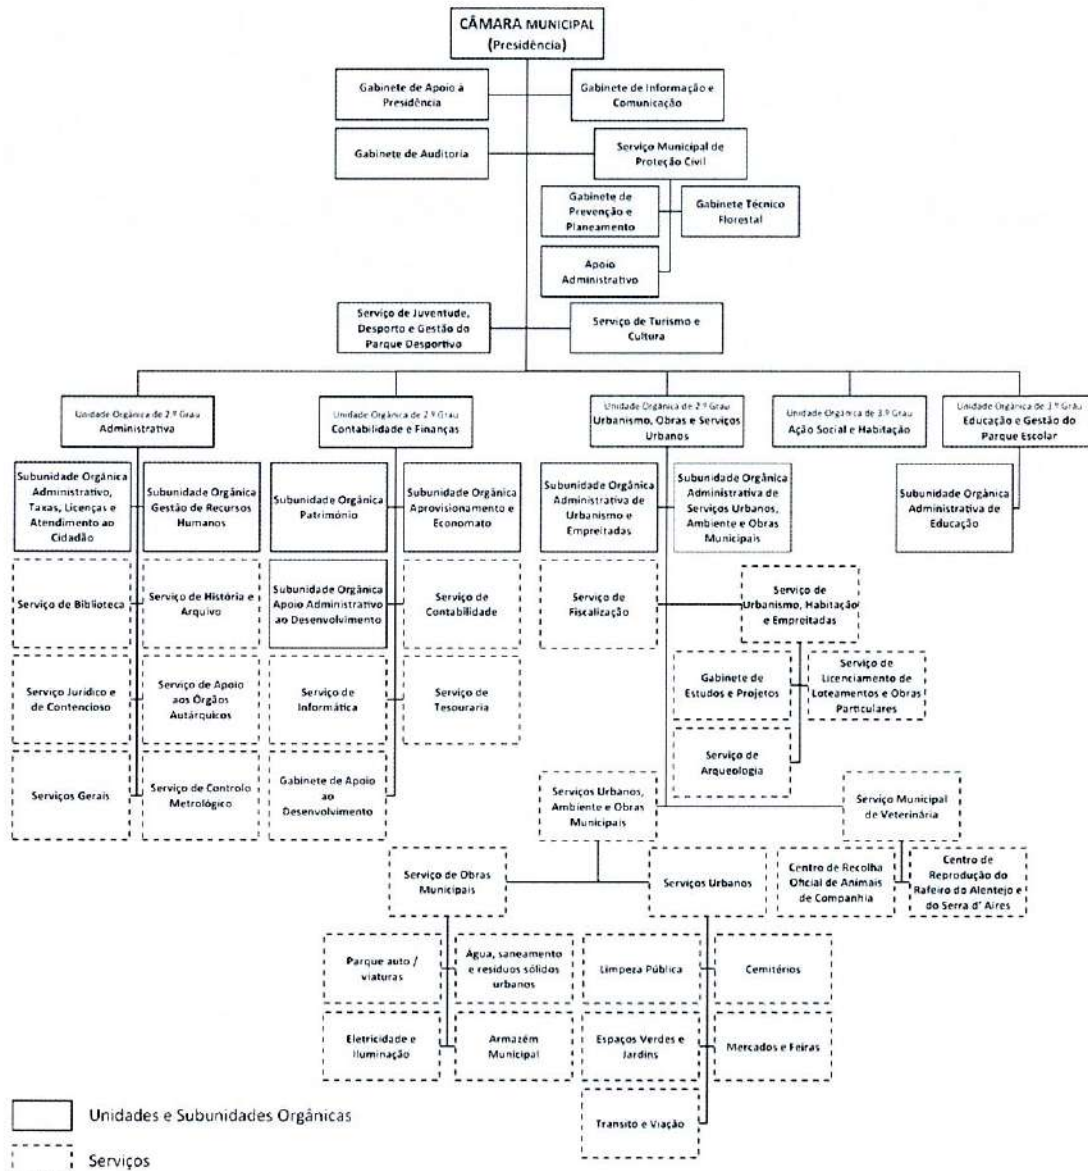 CÂMARA MUNICIPAL
(Presidência)
Gabinete de Apoio à
Presidência
Gabinete de Informação e
Comunicação
Gabinete de Auditoria
Serviço Municipal de
Proteção Civil
Gabinete de
Prevenção e
Planeamento
Gabinete Técnico
Florestal
Apoio
Administrativo
Serviço de Juventude,
Desporto e Gestão do
Parque Desportivo
Serviço de Turismo e
Cultura
Unidade Orgânica de 2.º Grau
Administrativa
Unidade Orgânica de 2.º Grau
Contabilidade e Finanças
Unidade Orgânica de 2.º Grau
Urbanismo, Obras e Serviços
Urbanos
Unidade Orgânica de 3.º Grau
Ação Social e Habitação
Unidade Orgânica de 3.º Grau
Educação e Gestão do
Parque Escolar
Subunidade Orgânica
Administrativo,
Taxas, Licenças e
Atendimento ao
Cidadão
Subunidade Orgânica
Gestão de Recursos
Humanos
Subunidade Orgânica
Património
Subunidade Orgânica
Aprovisionamento e
Economato
Subunidade Orgânica
Administrativa de
Urbanismo e
Empreitadas
Subunidade Orgânica
Administrativa de
Serviços Urbanos,
Ambiente e Obras
Municipais
Subunidade Orgânica
Administrativa de
Educação
Serviço de Biblioteca
Serviço de História e
Arquivo
Subunidade Orgânica
Apoio Administrativo
ao Desenvolvimento
Serviço de
Contabilidade
Serviço de
Fiscalização
Serviço de
Urbanismo, Habitação
e Empreitadas
Serviço Jurídico e
de Contencioso
Serviço de Apoio
aos Órgãos
Autárquicos
Serviço de
Informática
Serviço de
Tesouraria
Gabinete de
Estudos e Projetos
Serviço de
Licenciamento de
Loteamentos e Obras
Particulares
Serviço de
Arqueologia
Serviços Gerais
Serviço de Controlo
Metrológico
Gabinete de Apoio
ao
Desenvolvimento
Serviços Urbanos,
Ambiente e Obras
Municipais
Serviço Municipal
de Veterinária
Serviço de Obras
Municipais
Serviços Urbanos
Centro de Recolha
Oficial de Animais
de Companhia
Centro de
Reprodução do
Rafeiro do Alentejo e
do Serra d' Aires
Parque auto /
viaturas
Água, saneamento
e resíduos sólidos
urbanos
Limpeza Pública
Cemitérios
Eletricidade e
Iluminação
Armazém
Municipal
Espaços Verdes e
Jardins
Mercados e Feiras
Transito e Viação
Unidades e Subunidades Orgânicas
Serviços